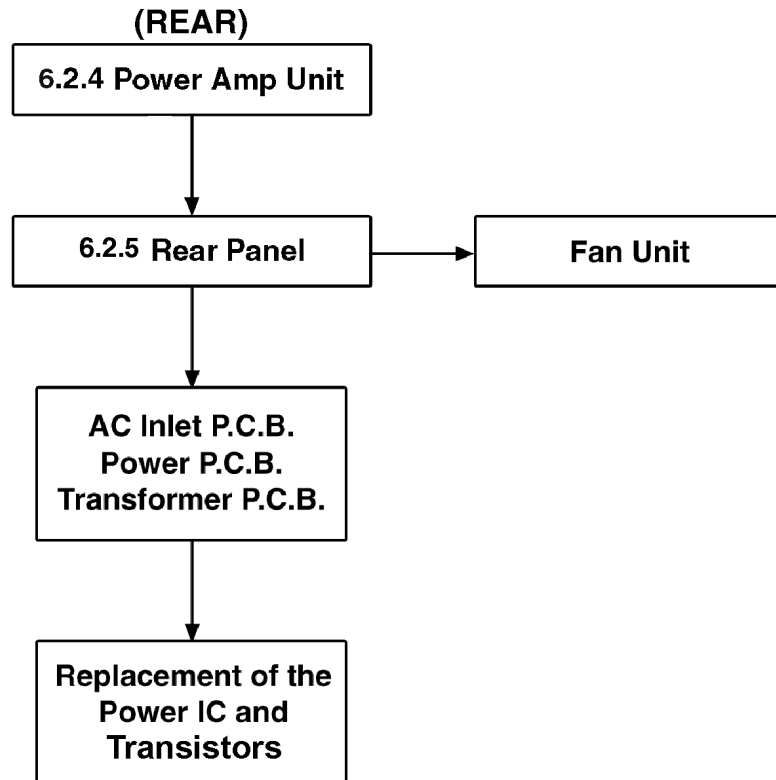 (REAR)
6.2.4 Power Amp Unit
6.2.5 Rear Panel
Fan Unit
AC Inlet P.C.B.
Power P.C.B.
Transformer P.C.B.
Replacement of the
Power IC and
Transistors